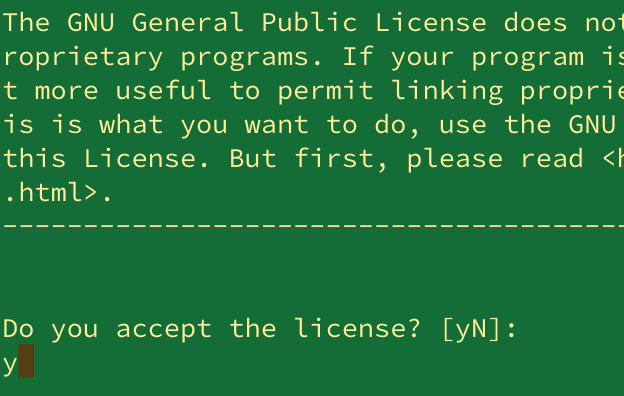 The GNU General Public License does not
roprietary programs. If your program is
t more useful to permit linking proprie
is is what you want to do, use the GNU
this License. But first, please read <h
.html>.
---------------------------------------
Do you accept the license? [yN]:
y